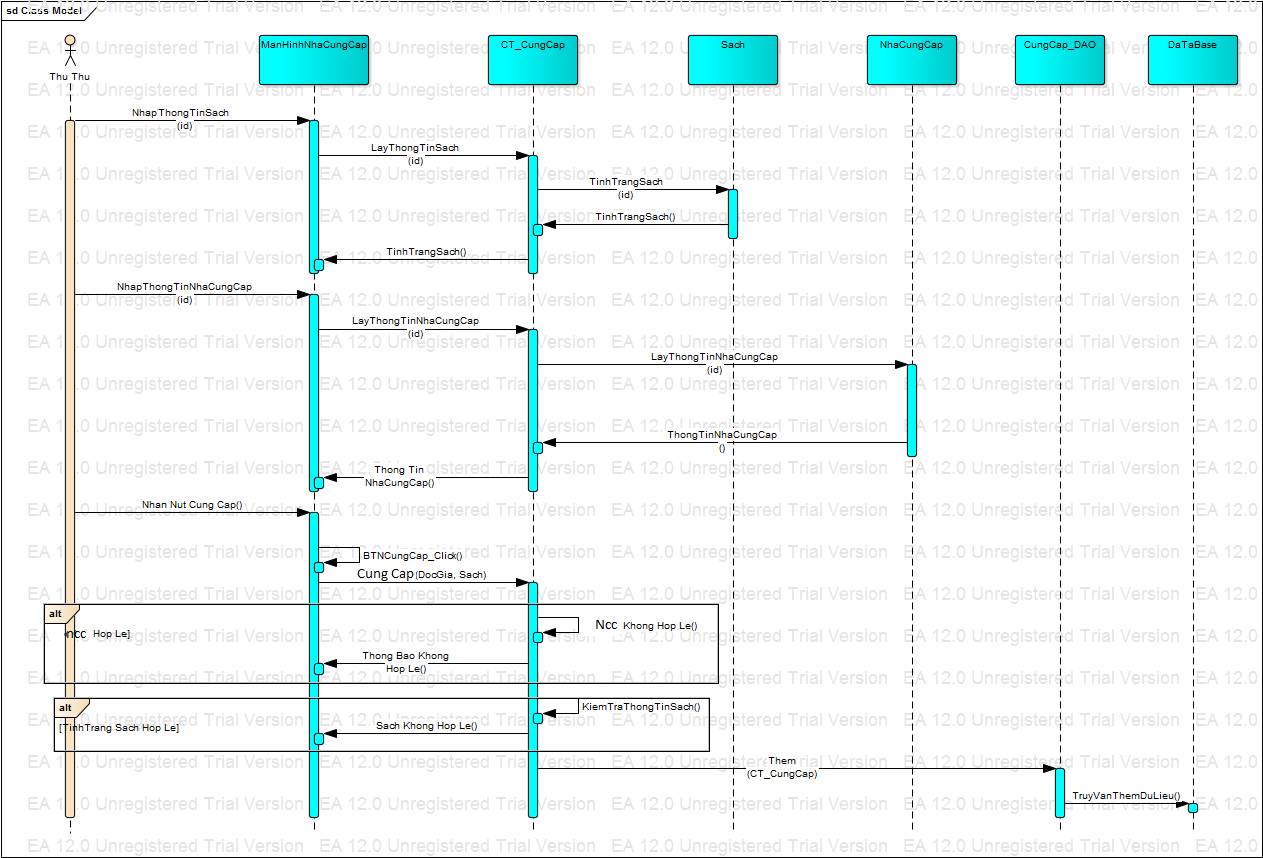 sd Class Model
Thu Thu
ManHinhNhaCungCap
CT_CungCap
Sach
NhaCungCap
CungCap_DAO
DaTaBase
NhapThongTinSach
(id)
LayThongTinSach
(id)
TinhTrangSach
(id)
TinhTrangSach()
TinhTrangSach()
NhapThongTinNhaCungCap
(id)
LayThongTinNhaCungCap
(id)
LayThongTinNhaCungCap
(id)
ThongTinNhaCungCap
()
Thong Tin
NhaCungCap()
Nhan Nut Cung Cap()
BTNCungCap_Click()
Cung Cap(DocGia, Sach)
alt
ncc Hop Le]
Ncc Khong Hop Le()
Thong Bao Khong
Hop Le()
alt
[TinhTrang Sach Hop Le]
KiemTraThongTinSach()
Sach Khong Hop Le()
Them
(CT_CungCap)
TruyVanThemDuLieu()
EA 12.0 Unregistered Trial Version